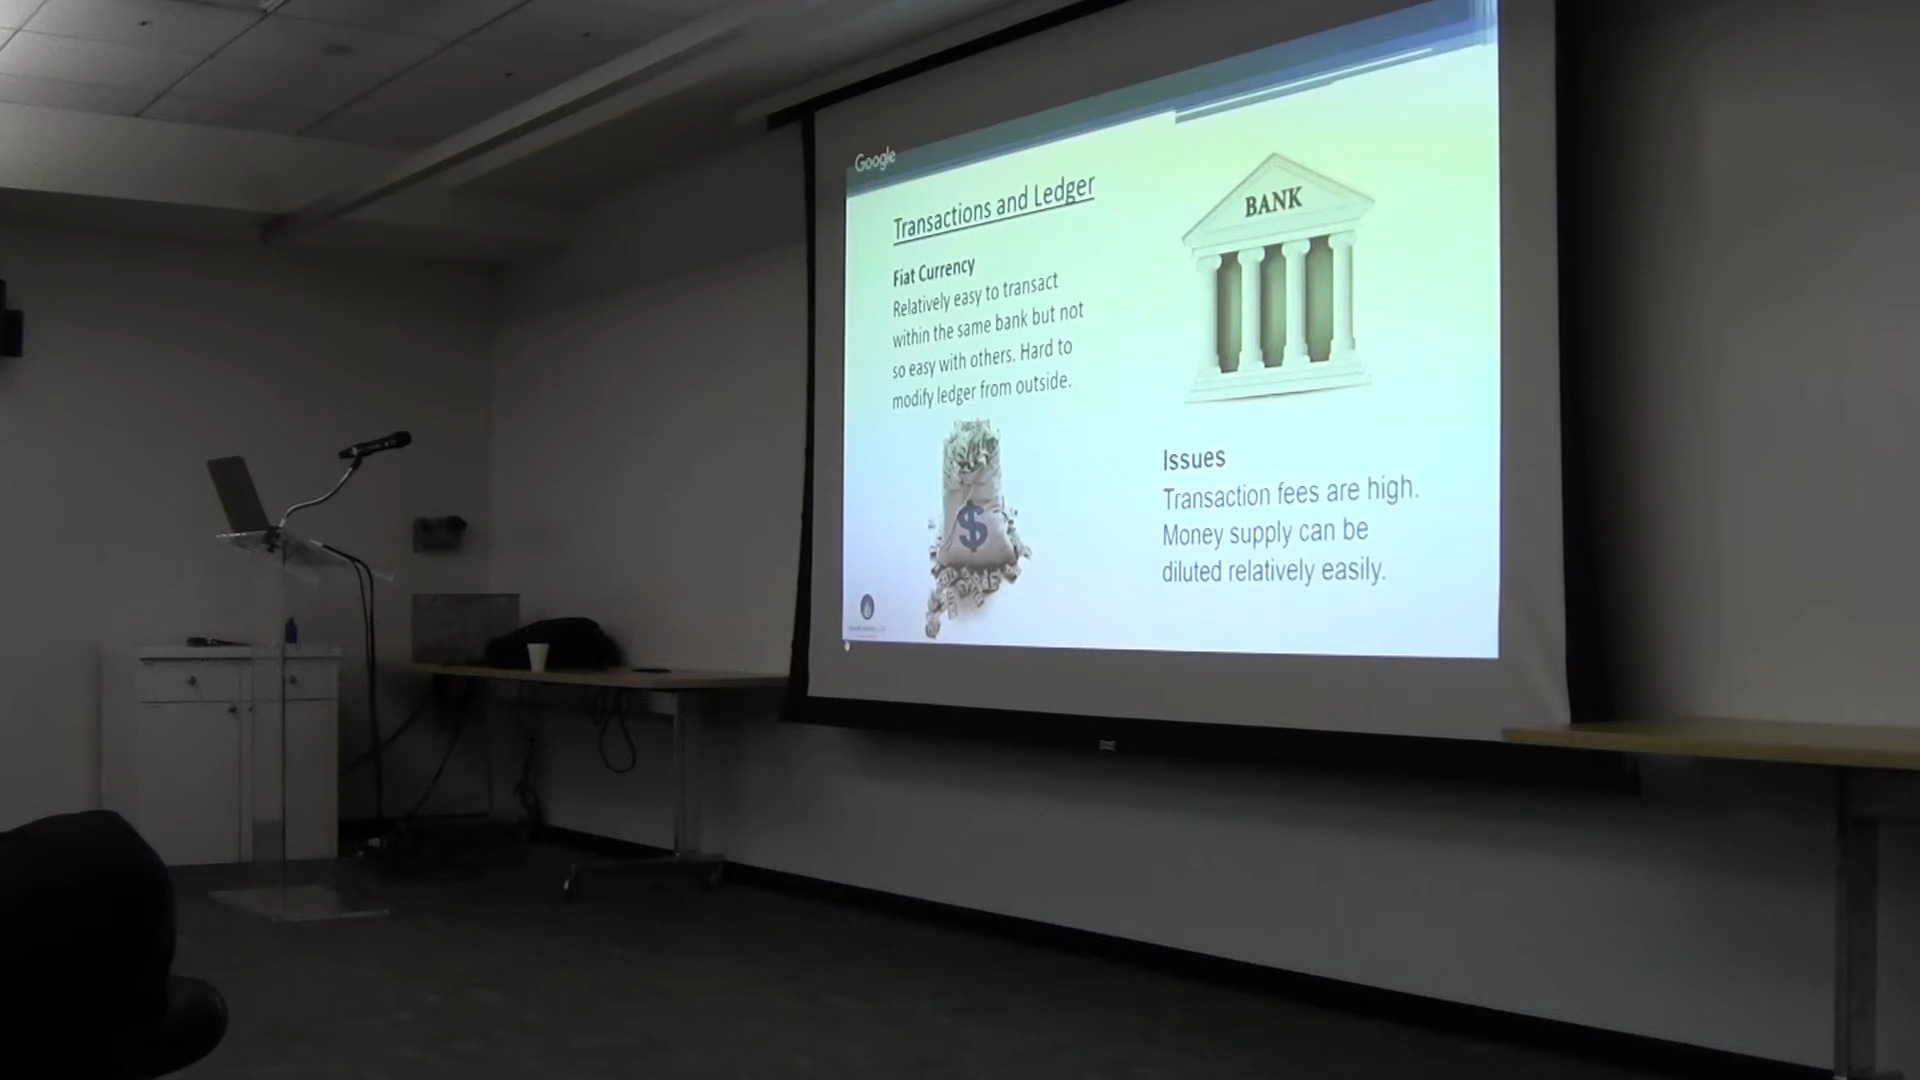 Google
Transactions and Ledger
Fiat Currency
Relatively easy to transact
within the same bank but not
so easy with others. Hard to
modify ledger from outside.
$
BANK
Issues
Transaction fees are high.
Money supply can be
diluted relatively easily.